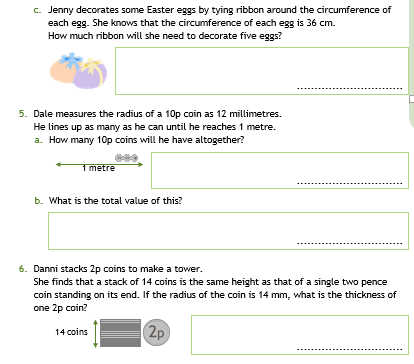 c. Jenny decorates some Easter eggs by tying ribbon around the circumference of
each egg. She knows that the circumference of each egg is 36 cm.
How much ribbon will she need to decorate five eggs?
5. Dale measures the radius of a 10p coin as 12 millimetres.
He lines up as many as he can until he reaches 1 metre.
a. How many 10p coins will he have altogether?
1 metre
b. What is the total value of this?
6. Danni stacks 2p coins to make a tower.
She finds that a stack of 14 coins is the same height as that of a single two pence
coin standing on its end. If the radius of the coin is 14 mm, what is the thickness of
one 2p coin?
14 coins
2p